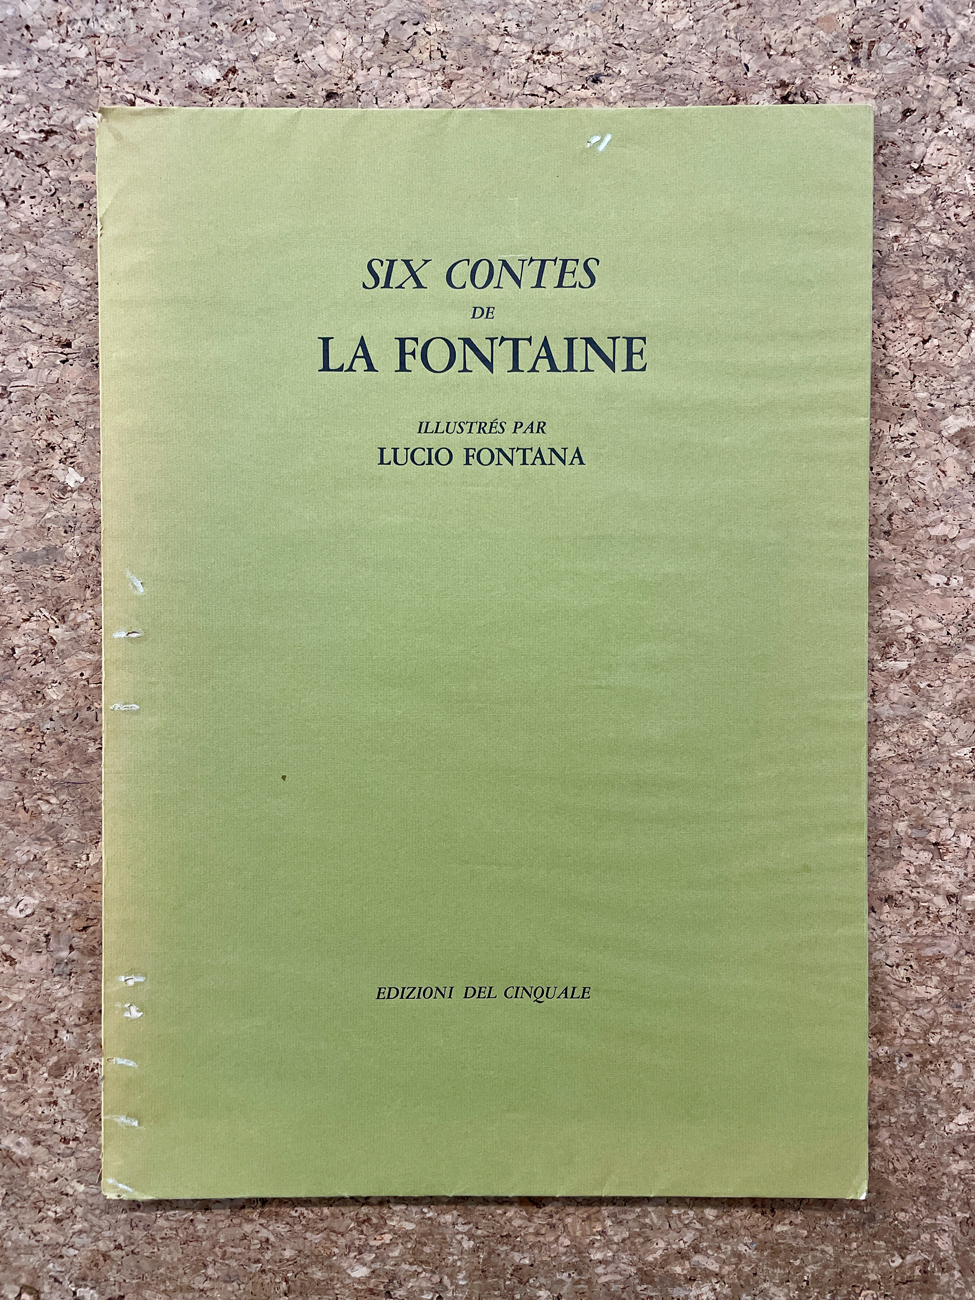 SIX CONTES
DE
LA FONTAINE
ILLUSTRÉS PAR
LUCIO FONTANA
EDIZIONI DEL CINQUALE